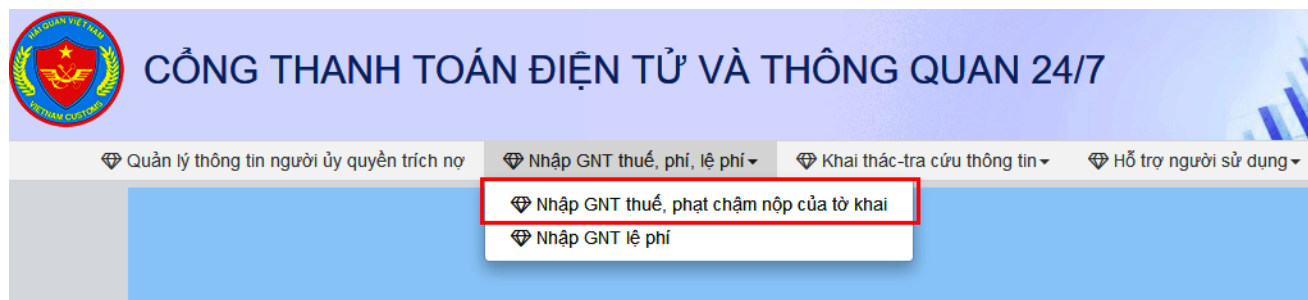 HẢI QUAN VIỆT NAM
VIETNAM CUSTOMS
CỔNG THANH TOÁN ĐIỆN TỬ VÀ THÔNG QUAN 24/7
Quản lý thông tin người ủy quyền trích nợ Nhập GNT thuế, phí, lệ phí Khai thác-tra cứu thông tin Hỗ trợ người sử dụng
Nhập GNT thuế, phạt chậm nộp của tờ khai
Nhập GNT lệ phí